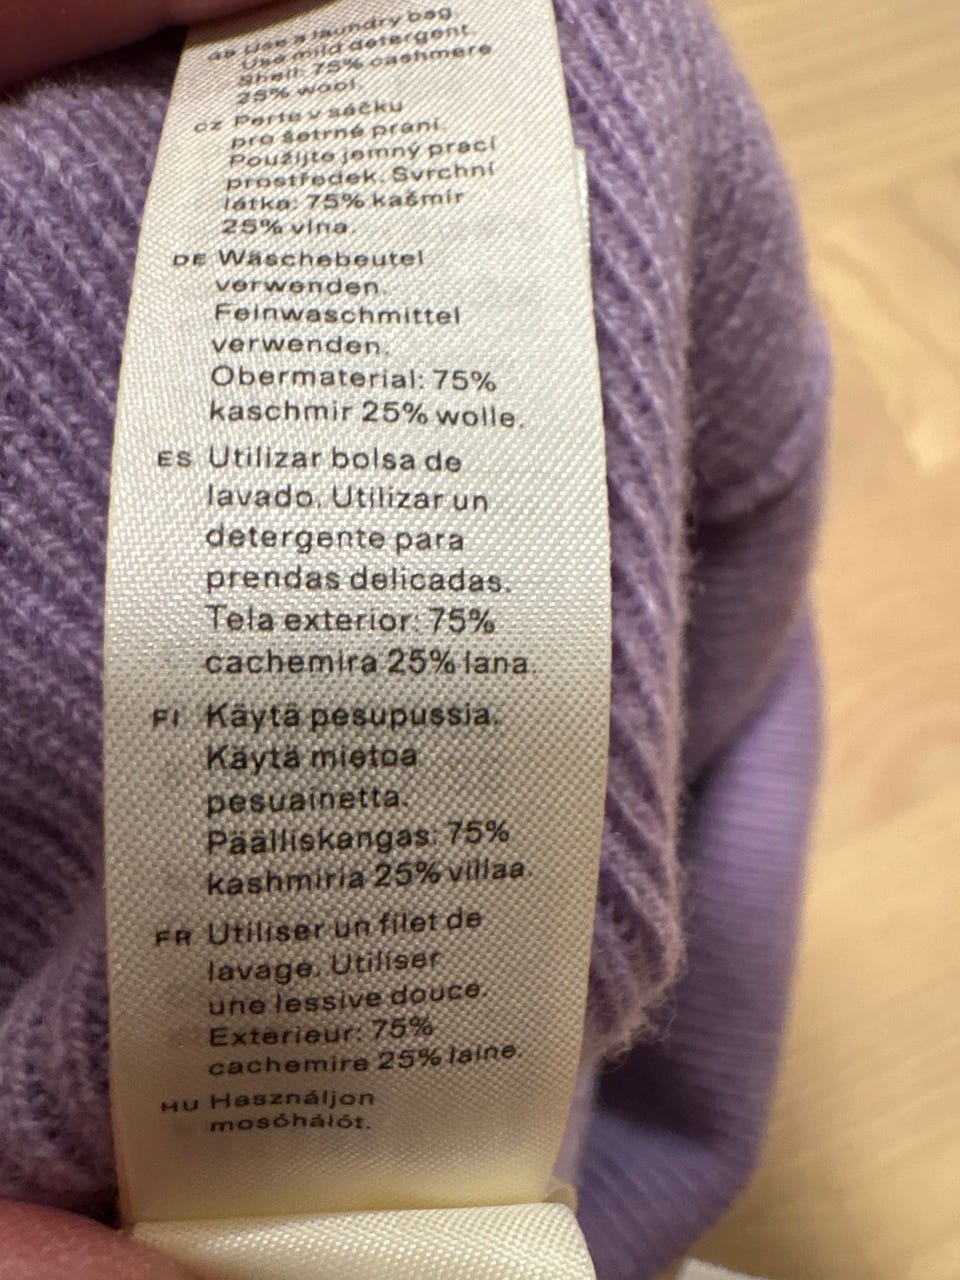 GB Use a laundry bag.
Use mild detergent.
Shell: 75% cashmere
25% wool.
CZ Perte v sáčku
pro šetrné praní.
Použijte jemný prací
prostředek. Svrchní
látka: 75% kašmír
25% vlna.
DE Wäschebeutel
verwenden.
Feinwaschmittel
verwenden.
Obermaterial: 75%
kaschmir 25% wolle.
ES Utilizar bolsa de
lavado. Utilizar un
detergente para
prendas delicadas.
Tela exterior: 75%
cachemira 25% lana.
FI Käytä pesupussia.
Käytä mietoa
pesuainetta.
Päälliskangas: 75%
kashmiria 25% villaa.
FR Utiliser un filet de
lavage. Utiliser
une lessive douce.
Exterieur: 75%
cachemire 25% laine.
HU Használjon
mosóhálót.